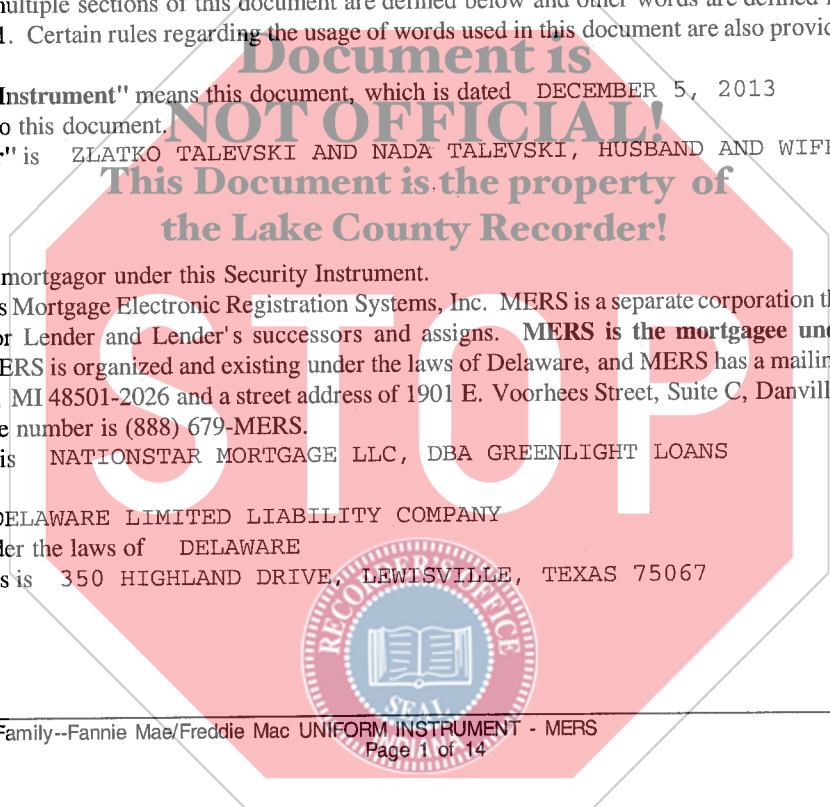 multiple sections of this document are defined below and other words are defined
1. Certain rules regarding the usage of words used in this document are also provid
Document is
Instrument" means this document, which is dated DECEMBER 5, 2013
NOT OFFICIAL!
o this document.
r" is ZLATKO TALEVSKI AND NADA TALEVSKI, HUSBAND AND WIFE
This Document is the property of
the Lake County Recorder!
mortgagor under this Security Instrument.
s Mortgage Electronic Registration Systems, Inc. MERS is a separate corporation th
or Lender and Lender's successors and assigns. MERS is the mortgagee und
ERS is organized and existing under the laws of Delaware, and MERS has a mailin
MI 48501-2026 and a street address of 1901 E. Voorhees Street, Suite C, Danvill
e number is (888) 679-MERS.
STOP
is NATIONSTAR MORTGAGE LLC, DBA GREENLIGHT LOANS
DELAWARE LIMITED LIABILITY COMPANY
der the laws of DELAWARE
s is 350 HIGHLAND DRIVE, LEWISVILLE, TEXAS 75067
RECORDER'S OFFICE
SEAL
INDIANA
Family--Fannie Mae/Freddie Mac UNIFORM INSTRUMENT - MERS
Page 1 of 14